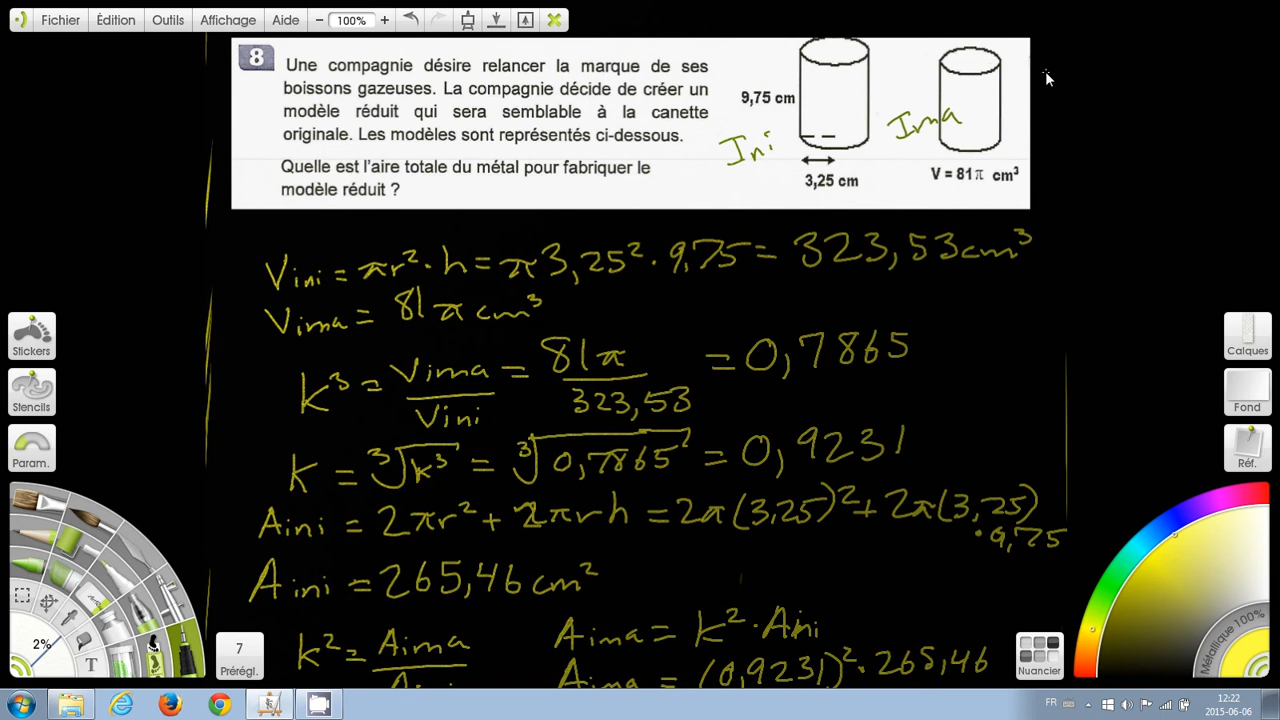 Fichier Édition Outils Affichage Aide − 100% +
8
Une compagnie désire relancer la marque de ses
boissons gazeuses. La compagnie décide de créer un
modèle réduit qui sera semblable à la canette
originale. Les modèles sont représentés ci-dessous.
Quelle est l'aire totale du métal pour fabriquer le
modèle réduit ?
9,75 cm
Ini
3,25 cm
Ima
V = 81π cm³
Vini = πr² · h = π3,25² · 9,75 = 323,53cm³
Vima = 81π cm³
k³ = Vima/Vini = 81π/323,53 = 0,7865
k = ∛k³ = ∛0,7865 = 0,9231
Aini = 2πr² + 2πrh = 2π(3,25)² + 2π(3,25)
· 9,75
Aini = 265,46cm²
k² = Aima/Aini
Aima = k² · Aini
Aima = (0,9231)² · 265,46
Stickers
Stencils
Param.
2%
T
7
Prérégl.
Calques
Fond
Réf.
Métallique 100%
Nuancier
FR
12:22
2015-06-06